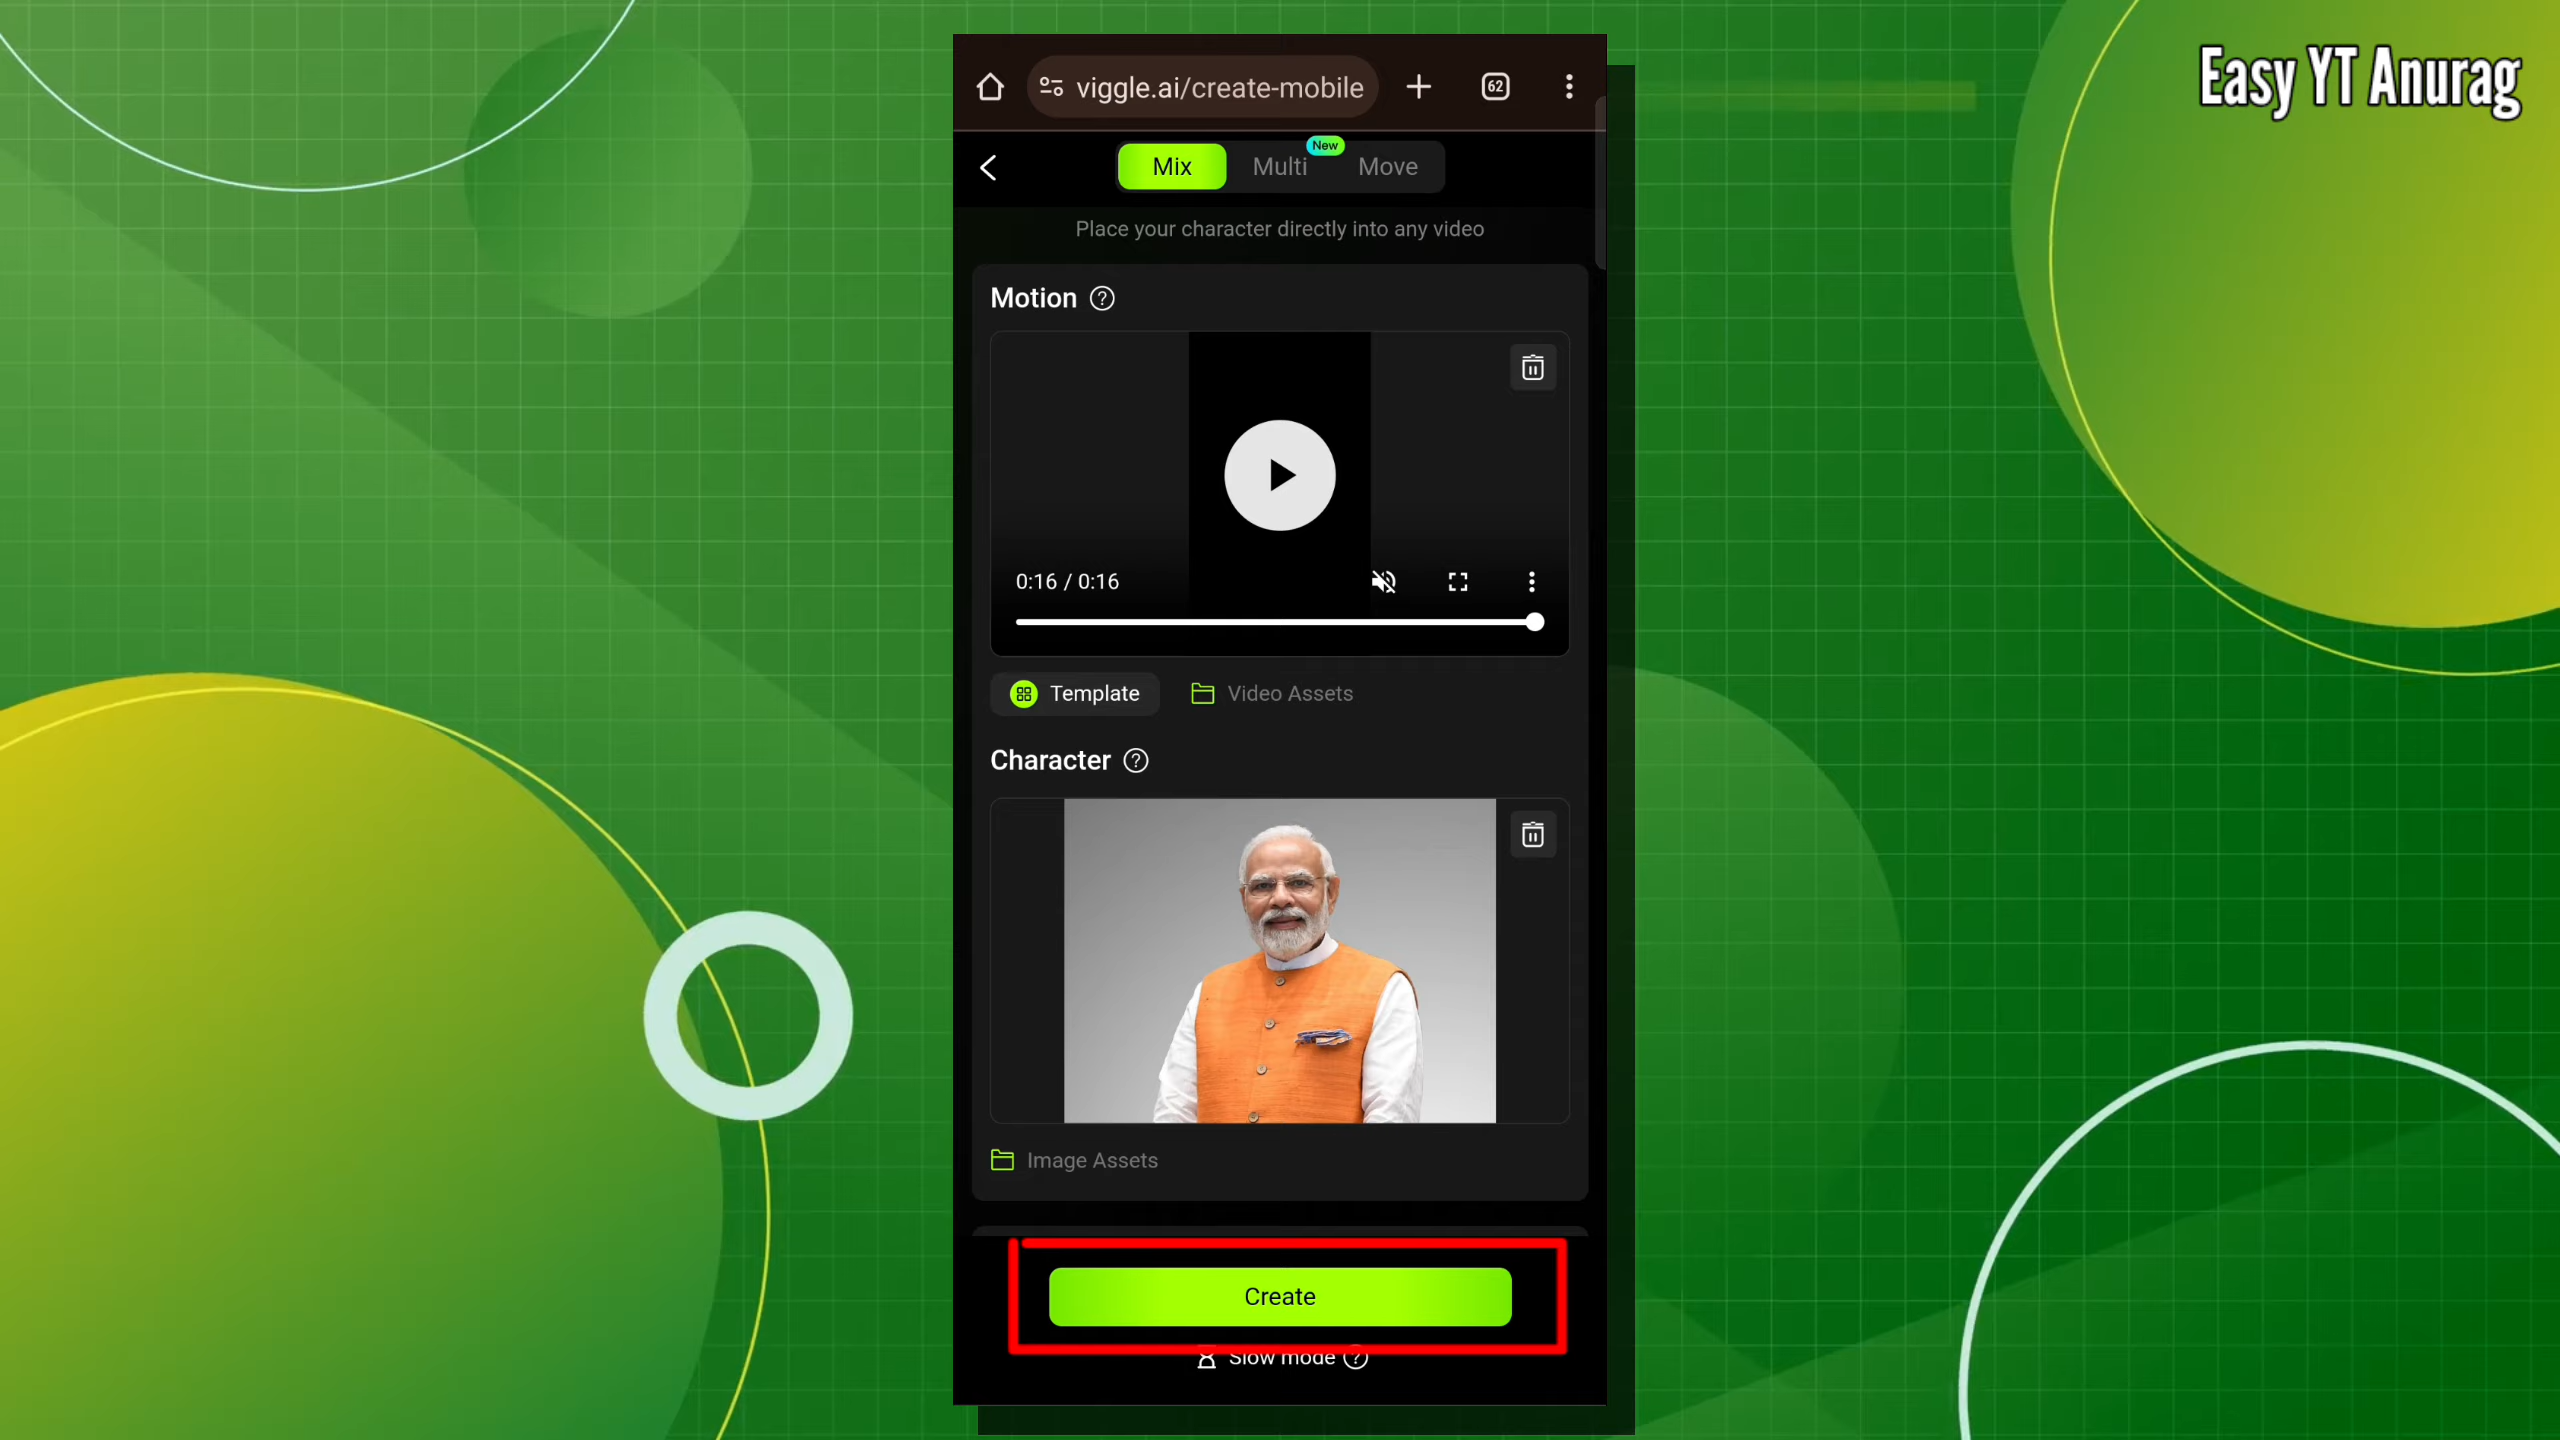 Easy YT Anurag
viggle.ai/create-mobile
62
Mix
Multi
New
Move
Place your character directly into any video
Motion
0:16 / 0:16
Template
Video Assets
Character
Image Assets
Create
Slow mode